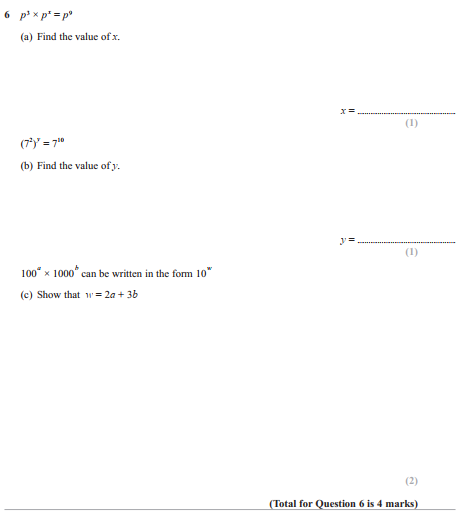 6 p³ × pˣ = p⁹
(a) Find the value of x.
x = ........................................
(1)
(7²)ʸ = 7¹⁰
(b) Find the value of y.
y = ........................................
(1)
100ᵃ × 1000ᵇ can be written in the form 10ʷ
(c) Show that w = 2a + 3b
(2)
(Total for Question 6 is 4 marks)